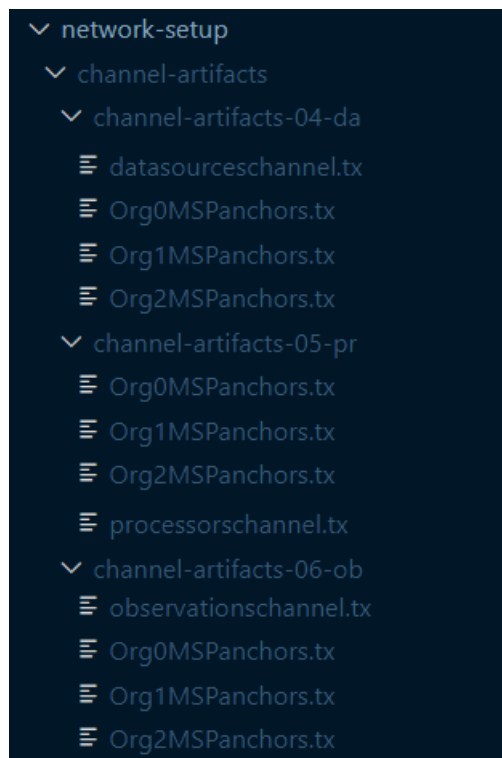 network-setup
channel-artifacts
channel-artifacts-04-da
datasourceschannel.tx
Org0MSPanchors.tx
Org1MSPanchors.tx
Org2MSPanchors.tx
channel-artifacts-05-pr
Org0MSPanchors.tx
Org1MSPanchors.tx
Org2MSPanchors.tx
processorschannel.tx
channel-artifacts-06-ob
observationschannel.tx
Org0MSPanchors.tx
Org1MSPanchors.tx
Org2MSPanchors.tx